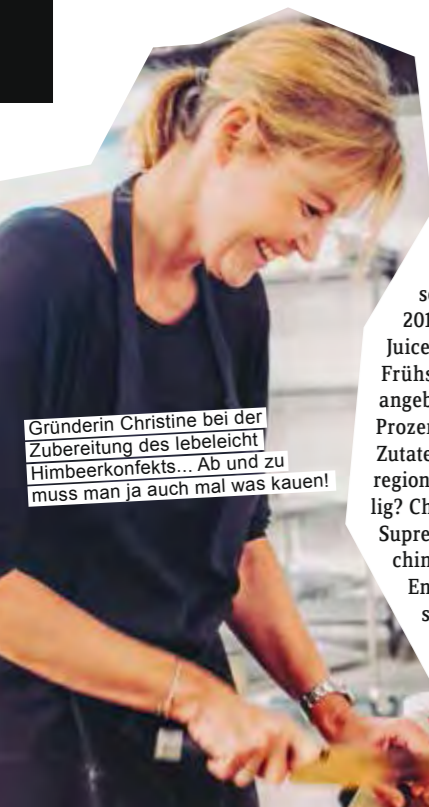 Gründerin Christine bei der
Zubereitung des lebeleicht
Himbeerkonfekts... Ab und zu
muss man ja auch mal was kauen!
201
Juice
Frühs
angeb
Prozen
Zutate
region
lig? Ch
Supre
chin
En
s